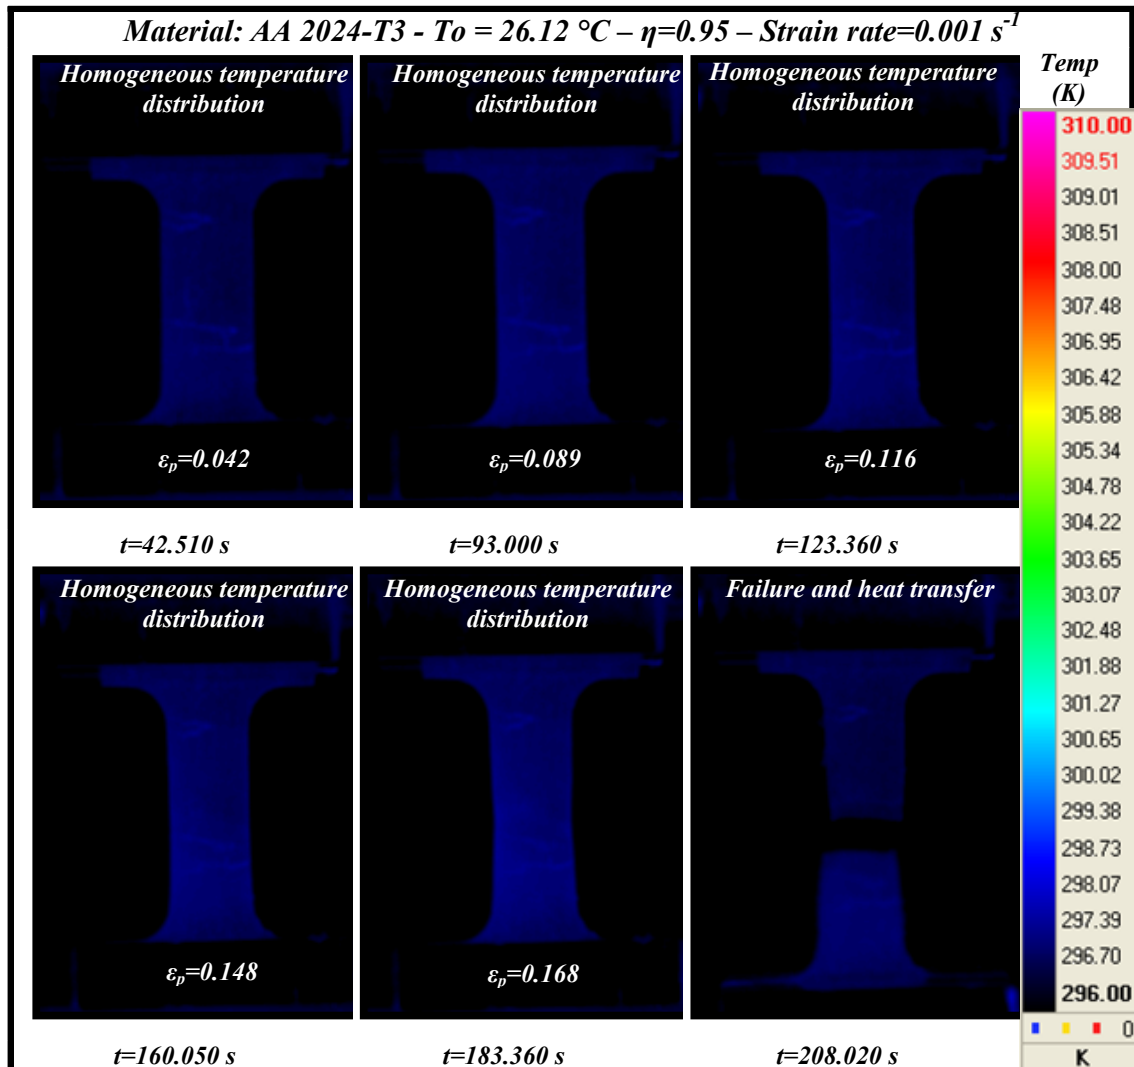 Material: AA 2024-T3 - To = 26.12 °C – η=0.95 – Strain rate=0.001 s⁻¹
Homogeneous temperature distribution
Homogeneous temperature distribution
Homogeneous temperature distribution
εp=0.042
εp=0.089
εp=0.116
t=42.510 s
t=93.000 s
t=123.360 s
Homogeneous temperature distribution
Homogeneous temperature distribution
Failure and heat transfer
εp=0.148
εp=0.168
t=160.050 s
t=183.360 s
t=208.020 s
Temp
(K)
310.00
309.51
309.01
308.51
308.00
307.48
306.95
306.42
305.88
305.34
304.78
304.22
303.65
303.07
302.48
301.88
301.27
300.65
300.02
299.38
298.73
298.07
297.39
296.70
296.00
0
K